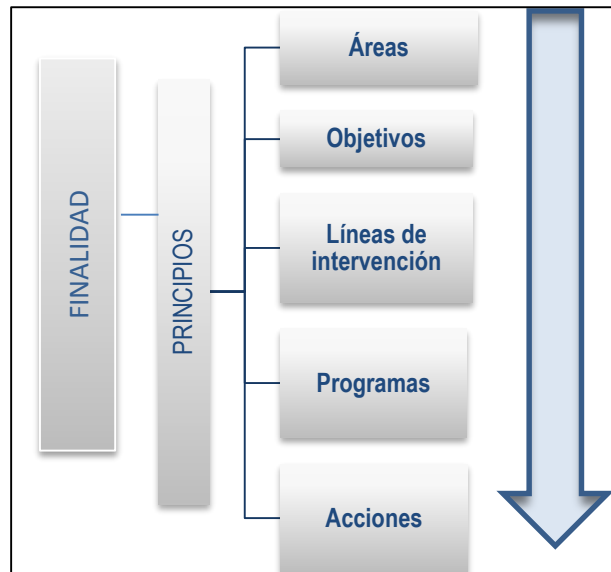 FINALIDAD
PRINCIPIOS
Áreas
Objetivos
Líneas de
intervención
Programas
Acciones